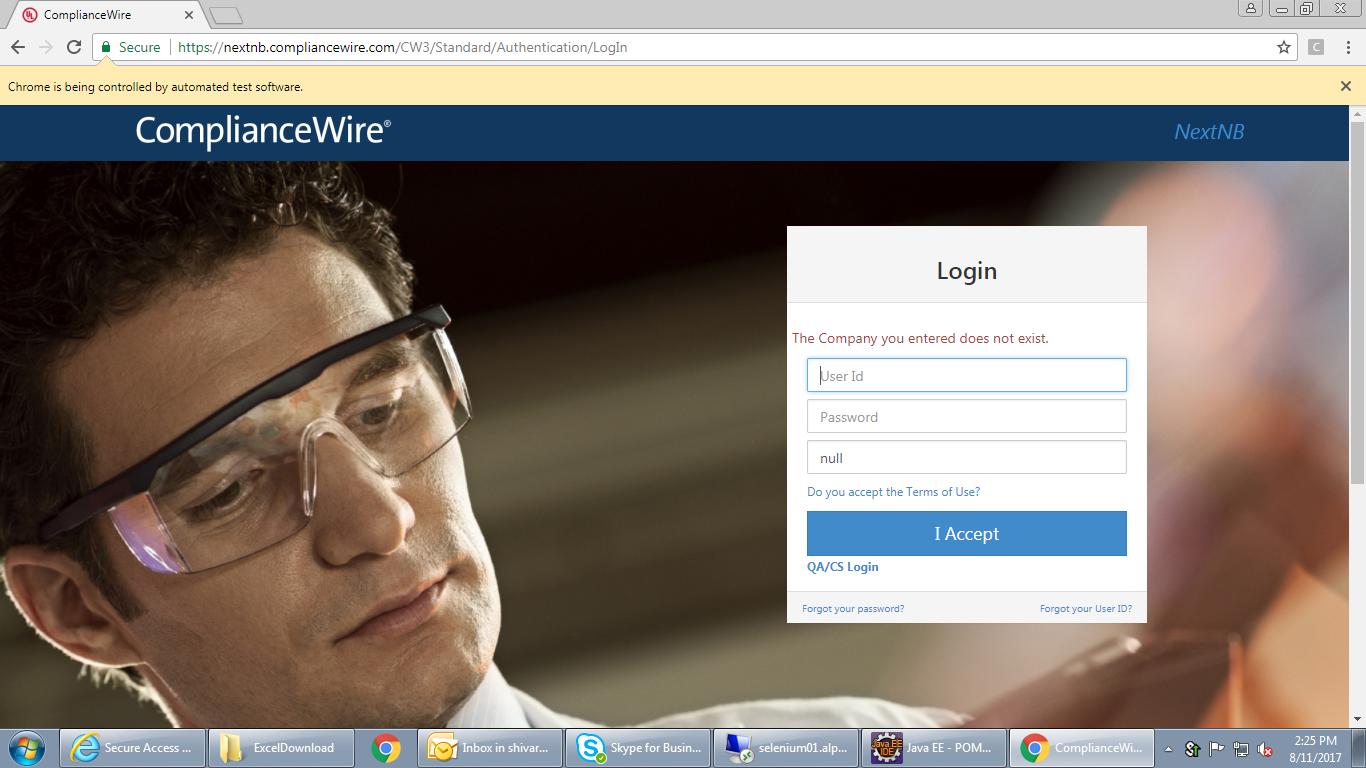 ComplianceWire
Secure
https://nextnb.compliancewire.com/CW3/Standard/Authentication/LogIn
C
Chrome is being controlled by automated test software.
ComplianceWire®
NextNB
Login
The Company you entered does not exist.
User Id
Password
null
Do you accept the Terms of Use?
I Accept
QA/CS Login
Forgot your password?
Forgot your User ID?
Secure Access ...
ExcelDownload
Inbox in shivar...
Skype for Busin...
selenium01.alp...
Java EE - POM...
ComplianceWi...
2:25 PM
8/11/2017